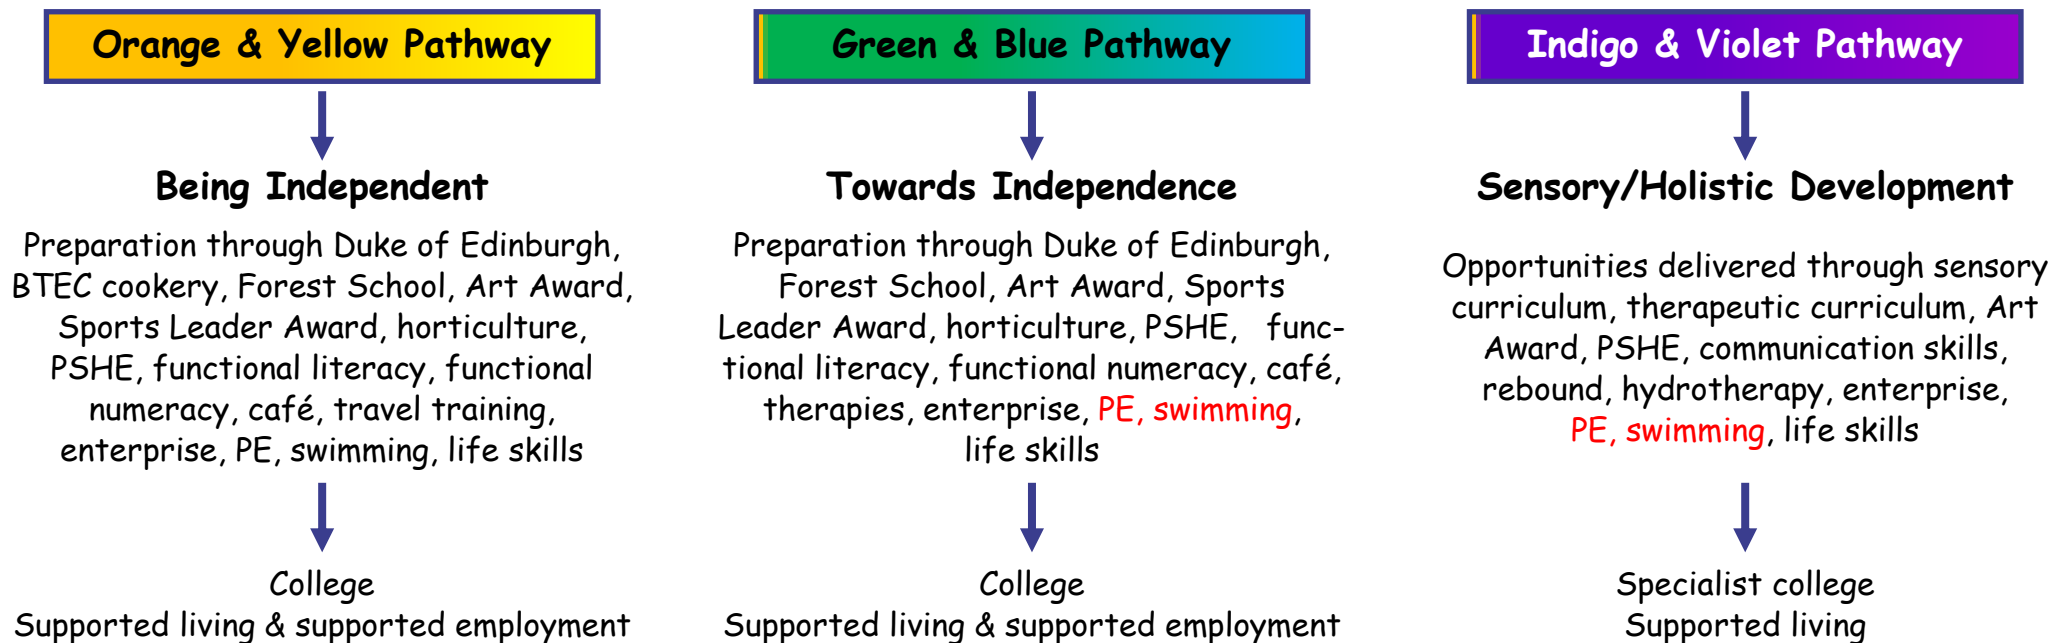 Orange & Yellow Pathway
Being Independent
Preparation through Duke of Edinburgh,
BTEC cookery, Forest School, Art Award,
Sports Leader Award, horticulture,
PSHE, functional literacy, functional
numeracy, café, travel training,
enterprise, PE, swimming, life skills
College
Supported living & supported employment
Green & Blue Pathway
Towards Independence
Preparation through Duke of Edinburgh,
Forest School, Art Award, Sports
Leader Award, horticulture, PSHE, func-
tional literacy, functional numeracy, café,
therapies, enterprise, PE, swimming,
life skills
College
Supported living & supported employment
Indigo & Violet Pathway
Sensory/Holistic Development
Opportunities delivered through sensory
curriculum, therapeutic curriculum, Art
Award, PSHE, communication skills,
rebound, hydrotherapy, enterprise,
PE, swimming, life skills
Specialist college
Supported living